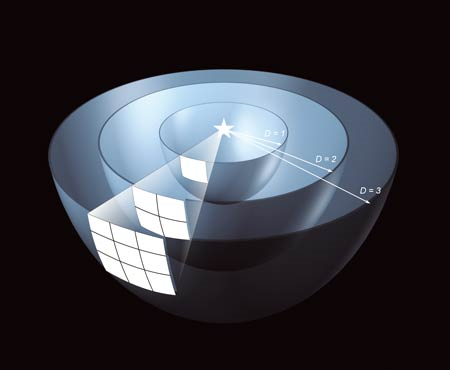 D = 1
D = 2
D = 3